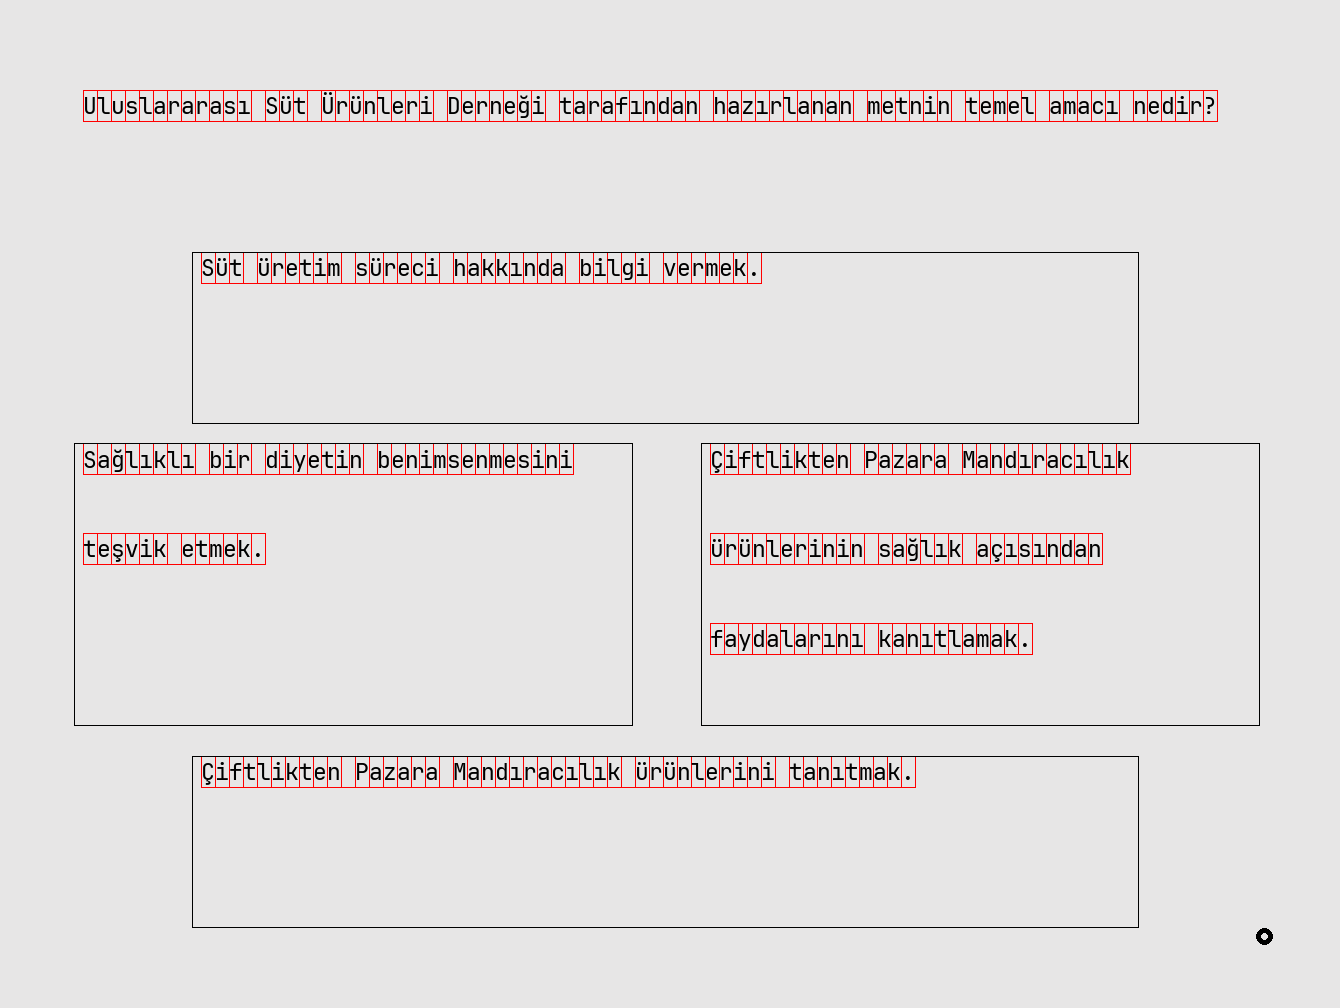 Uluslararası Süt Ürünleri Derneği tarafından hazırlanan metnin temel amacı nedir?
Süt üretim süreci hakkında bilgi vermek.
Sağlıklı bir diyetin benimsenmesini
teşvik etmek.
Çiftlikten Pazara Mandıracılık
ürünlerinin sağlık açısından
faydalarını kanıtlamak.
Çiftlikten Pazara Mandıracılık ürünlerini tanıtmak.